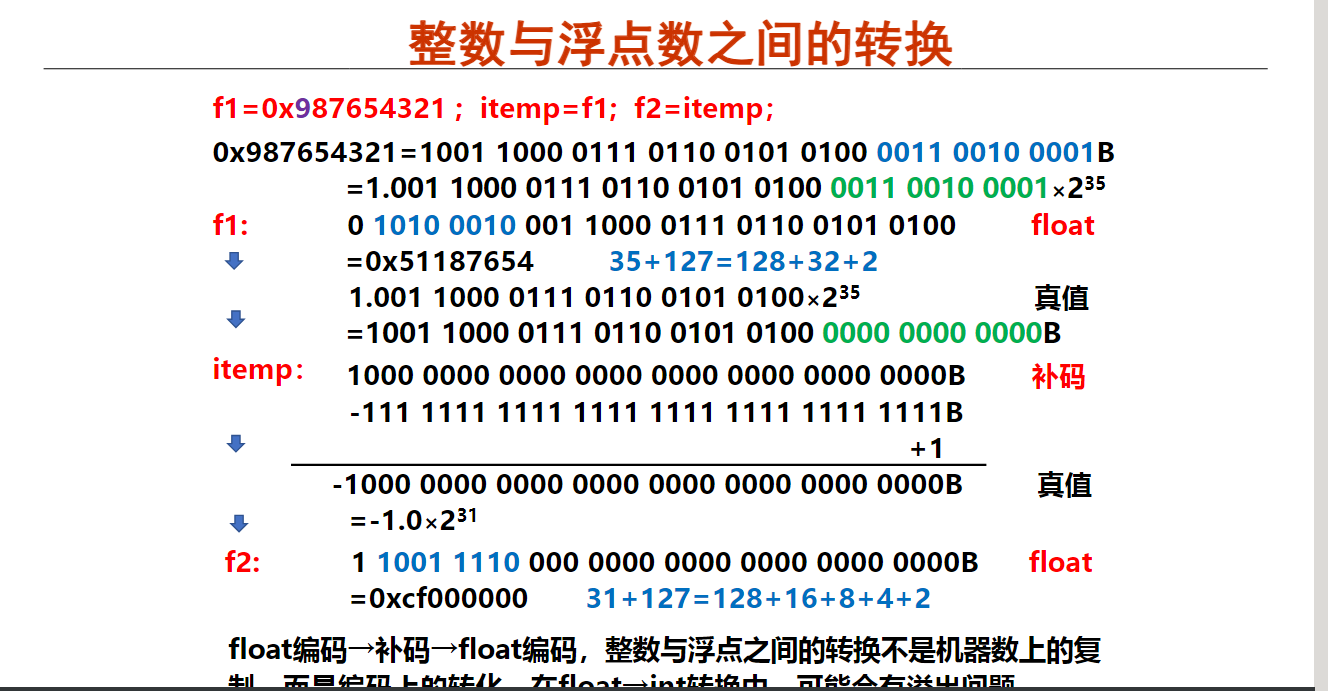 整数与浮点数之间的转换
f1=0x987654321 ; itemp=f1; f2=itemp;
0x987654321=1001 1000 0111 0110 0101 0100 0011 0010 0001B
=1.001 1000 0111 0110 0101 0100 0011 0010 0001×2³⁵
f1: 0 1010 0010 001 1000 0111 0110 0101 0100 float
=0x51187654 35+127=128+32+2
1.001 1000 0111 0110 0101 0100×2³⁵ 真值
=1001 1000 0111 0110 0101 0100 0000 0000 0000B
itemp: 1000 0000 0000 0000 0000 0000 0000 0000B 补码
-111 1111 1111 1111 1111 1111 1111 1111B
+1
-1000 0000 0000 0000 0000 0000 0000 0000B 真值
=-1.0×2³¹
f2: 1 1001 1110 000 0000 0000 0000 0000 0000B float
=0xcf000000 31+127=128+16+8+4+2
float编码→补码→float编码，整数与浮点之间的转换不是机器数上的复
制，而是编码上的转化。在float→int转换中，可能会有溢出问题